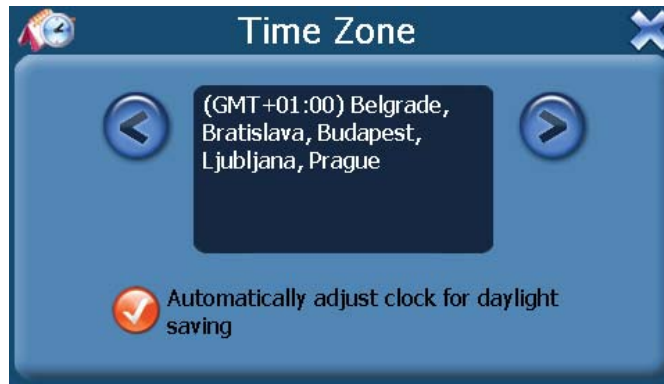 Time Zone
(GMT+01:00) Belgrade,
Bratislava, Budapest,
Ljubljana, Prague
Automatically adjust clock for daylight
saving